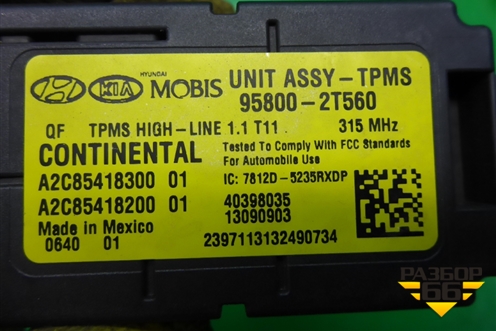 HYUNDAI
KIA MOBIS UNIT ASSY-TPMS
95800-2T560
QF TPMS HIGH-LINE 1.1 T11 315 MHz
CONTINENTAL Tested To Comply With FCC Standards
For Automobile Use
A2C85418300 01 IC: 7812D-5235RXDP
A2C85418200 01 40398035
Made in Mexico 13090903
0640 01 2397113132490734
РАЗБОР
66